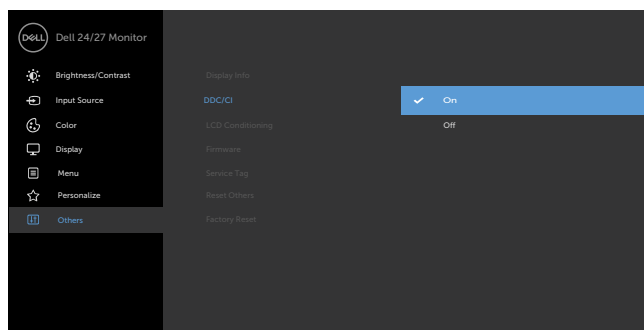 DELL Dell 24/27 Monitor
Brightness/Contrast
Input Source
Color
Display
Menu
Personalize
Others
Display Info
DDC/CI
LCD Conditioning
Firmware
Service Tag
Reset Others
Factory Reset
On
Off